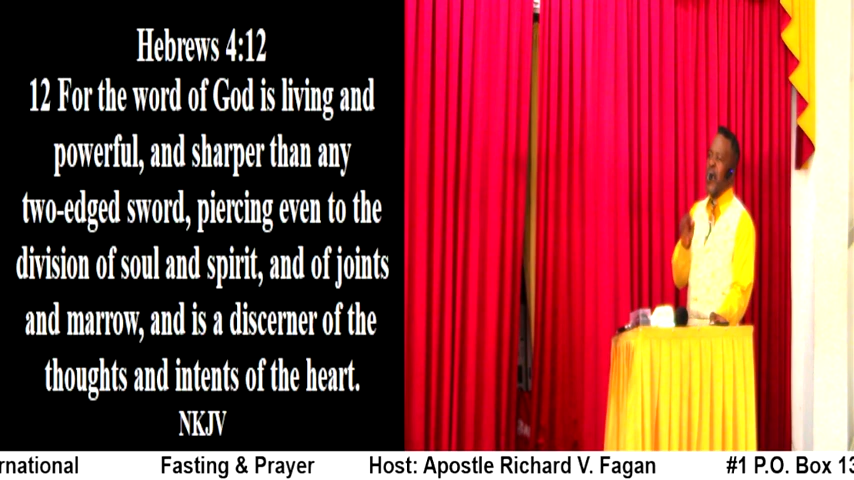 Hebrews 4:12
12 For the word of God is living and
powerful, and sharper than any
two-edged sword, piercing even to the
division of soul and spirit, and of joints
and marrow, and is a discerner of the
thoughts and intents of the heart.
NKJV
rnational Fasting & Prayer Host: Apostle Richard V. Fagan #1 P.O. Box 13